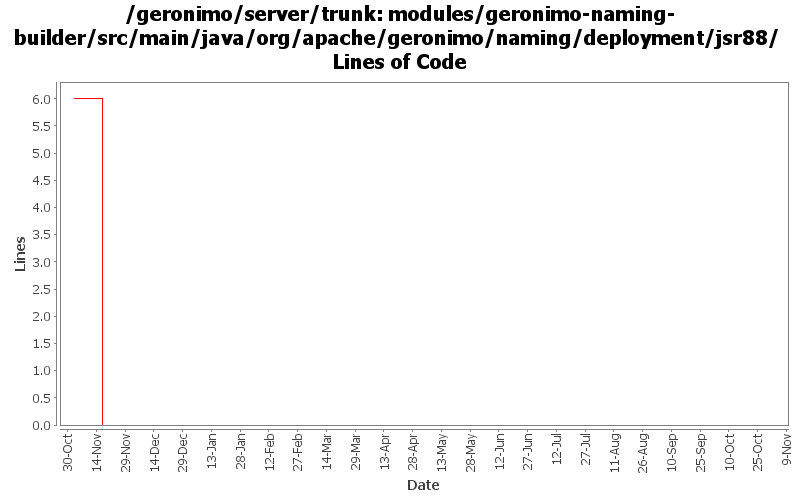 /geronimo/server/trunk: modules/geronimo-naming-
builder/src/main/java/org/apache/geronimo/naming/deployment/jsr88/
Lines of Code
6.0
5.5
5.0
4.5
4.0
3.5
3.0
2.5
2.0
1.5
1.0
0.5
0.0
Lines
30-Oct
14-Nov
29-Nov
14-Dec
29-Dec
13-Jan
28-Jan
12-Feb
27-Feb
14-Mar
29-Mar
13-Apr
28-Apr
13-May
28-May
12-Jun
27-Jun
12-Jul
27-Jul
11-Aug
26-Aug
10-Sep
25-Sep
10-Oct
25-Oct
9-Nov
Date